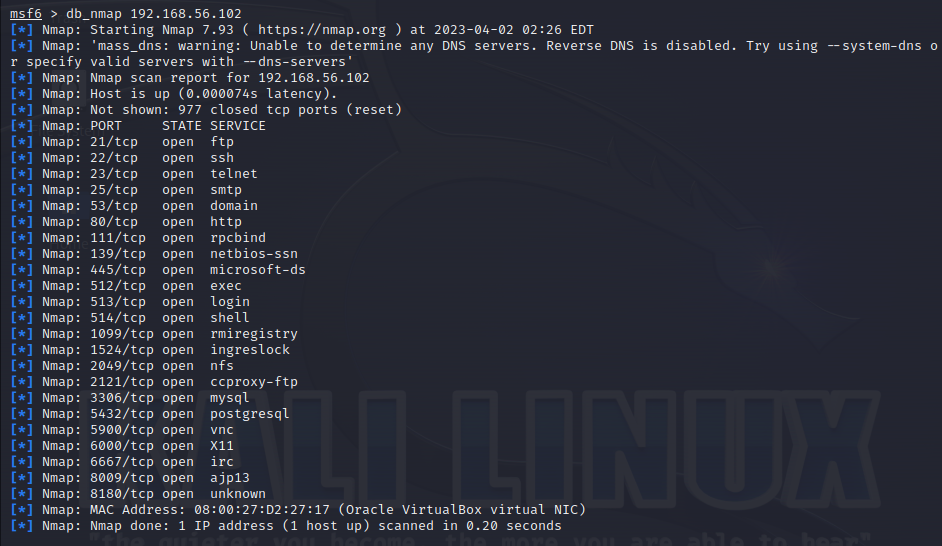 msf6 > db_nmap 192.168.56.102
[*] Nmap: Starting Nmap 7.93 ( https://nmap.org ) at 2023-04-02 02:26 EDT
[*] Nmap: 'mass_dns: warning: Unable to determine any DNS servers. Reverse DNS is disabled. Try using --system-dns o
r specify valid servers with --dns-servers'
[*] Nmap: Nmap scan report for 192.168.56.102
[*] Nmap: Host is up (0.000074s latency).
[*] Nmap: Not shown: 977 closed tcp ports (reset)
[*] Nmap: PORT     STATE SERVICE
[*] Nmap: 21/tcp   open  ftp
[*] Nmap: 22/tcp   open  ssh
[*] Nmap: 23/tcp   open  telnet
[*] Nmap: 25/tcp   open  smtp
[*] Nmap: 53/tcp   open  domain
[*] Nmap: 80/tcp   open  http
[*] Nmap: 111/tcp  open  rpcbind
[*] Nmap: 139/tcp  open  netbios-ssn
[*] Nmap: 445/tcp  open  microsoft-ds
[*] Nmap: 512/tcp  open  exec
[*] Nmap: 513/tcp  open  login
[*] Nmap: 514/tcp  open  shell
[*] Nmap: 1099/tcp open  rmiregistry
[*] Nmap: 1524/tcp open  ingreslock
[*] Nmap: 2049/tcp open  nfs
[*] Nmap: 2121/tcp open  ccproxy-ftp
[*] Nmap: 3306/tcp open  mysql
[*] Nmap: 5432/tcp open  postgresql
[*] Nmap: 5900/tcp open  vnc
[*] Nmap: 6000/tcp open  X11
[*] Nmap: 6667/tcp open  irc
[*] Nmap: 8009/tcp open  ajp13
[*] Nmap: 8180/tcp open  unknown
[*] Nmap: MAC Address: 08:00:27:D2:27:17 (Oracle VirtualBox virtual NIC)
[*] Nmap: Nmap done: 1 IP address (1 host up) scanned in 0.20 seconds
KALI LINUX
"the quieter you become, the more you are able to hear"